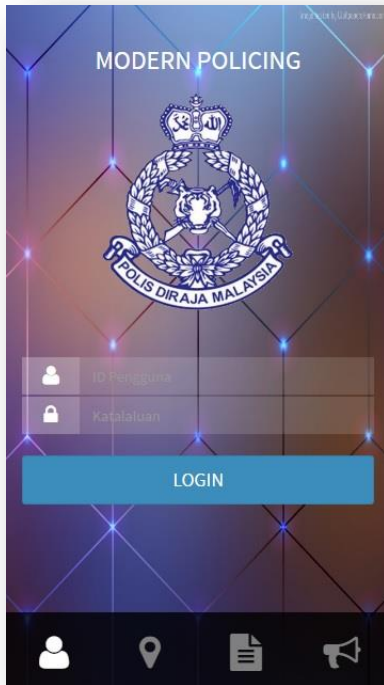 MODERN POLICING
POLIS DIRAJA MALAYSIA
ID Pengguna
Katalaluan
LOGIN